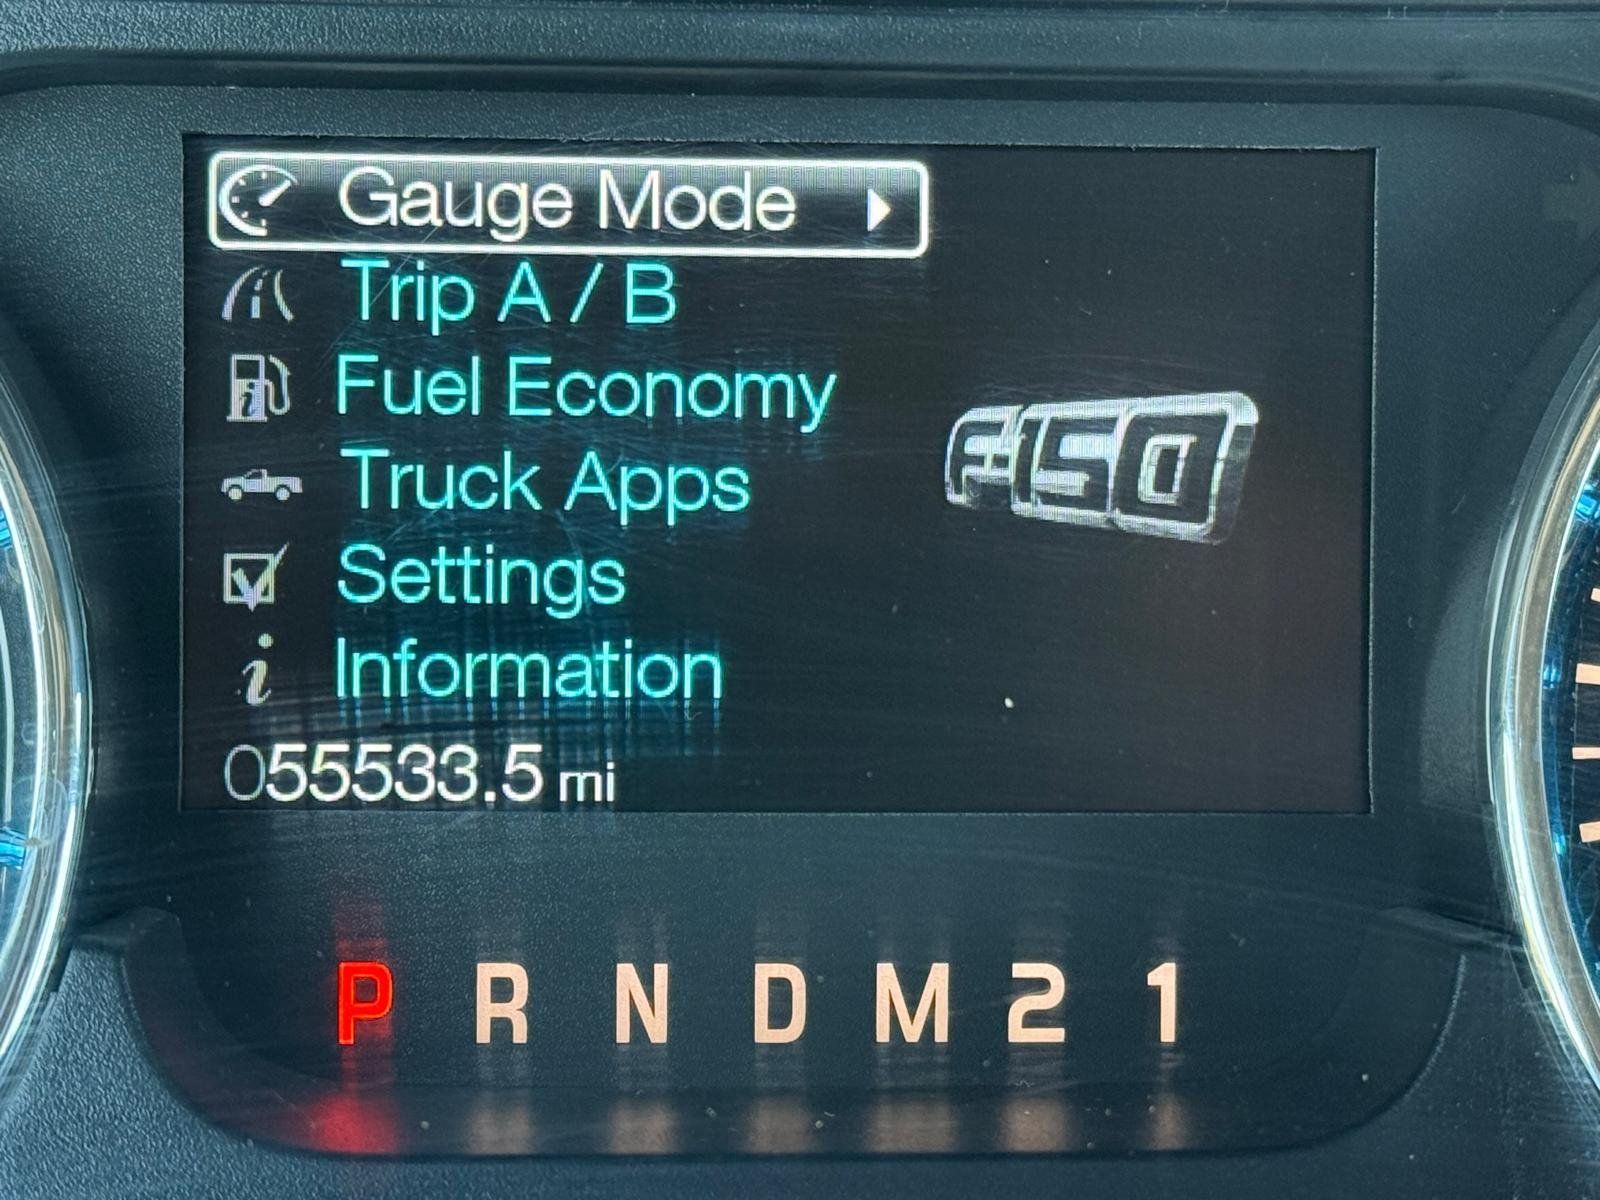 Gauge Mode
Trip A / B
Fuel Economy
Truck Apps
Settings
Information
F-150
055533.5 mi
P R N D M 2 1